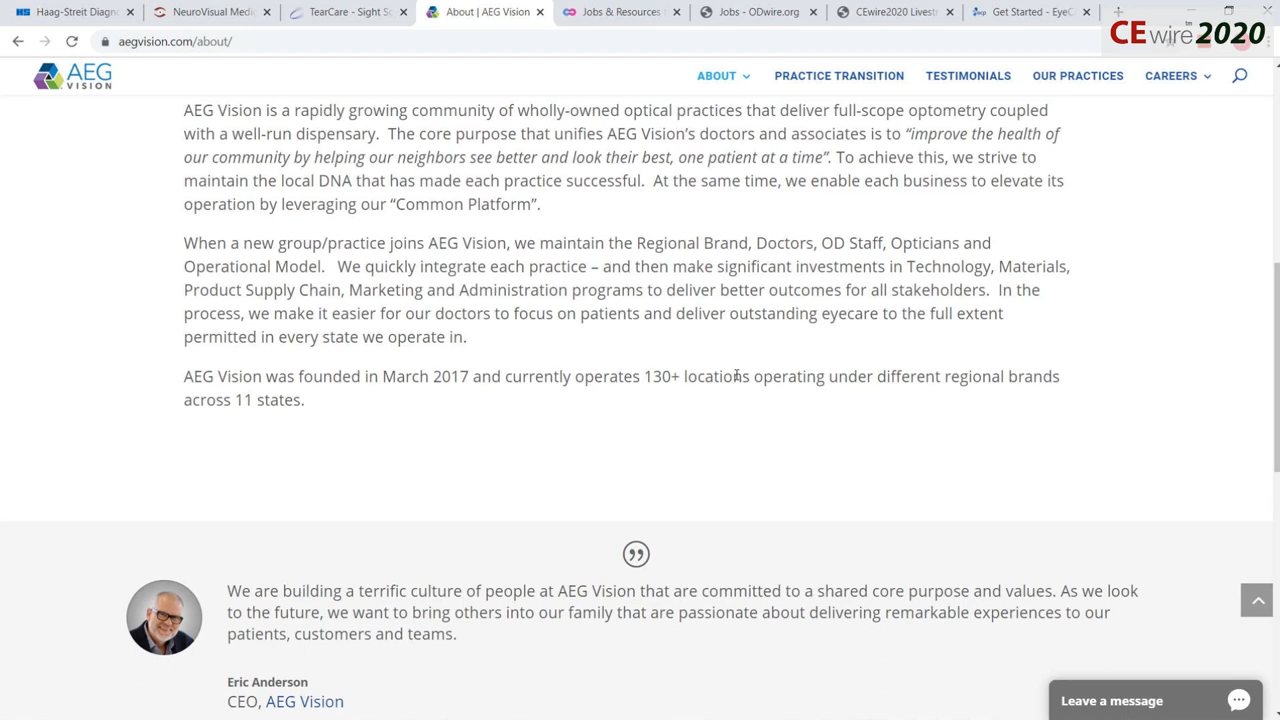 Haag-Streit Diagn
NeuroVisual Medic
TearCare - Sight Sc
About | AEG Vision
Jobs & Resources
Jobs - ODwire.org
CEwire2020 Livest
Get Started - EyeC
aegvision.com/about/
CEwire™2020
AEG
VISION
ABOUT
PRACTICE TRANSITION
TESTIMONIALS
OUR PRACTICES
CAREERS
AEG Vision is a rapidly growing community of wholly-owned optical practices that deliver full-scope optometry coupled
with a well-run dispensary.  The core purpose that unifies AEG Vision's doctors and associates is to “improve the health of
our community by helping our neighbors see better and look their best, one patient at a time”. To achieve this, we strive to
maintain the local DNA that has made each practice successful.  At the same time, we enable each business to elevate its
operation by leveraging our “Common Platform”.
When a new group/practice joins AEG Vision, we maintain the Regional Brand, Doctors, OD Staff, Opticians and
Operational Model.   We quickly integrate each practice – and then make significant investments in Technology, Materials,
Product Supply Chain, Marketing and Administration programs to deliver better outcomes for all stakeholders.  In the
process, we make it easier for our doctors to focus on patients and deliver outstanding eyecare to the full extent
permitted in every state we operate in.
AEG Vision was founded in March 2017 and currently operates 130+ locations operating under different regional brands
across 11 states.
We are building a terrific culture of people at AEG Vision that are committed to a shared core purpose and values. As we look
to the future, we want to bring others into our family that are passionate about delivering remarkable experiences to our
patients, customers and teams.
Eric Anderson
CEO, AEG Vision
Leave a message